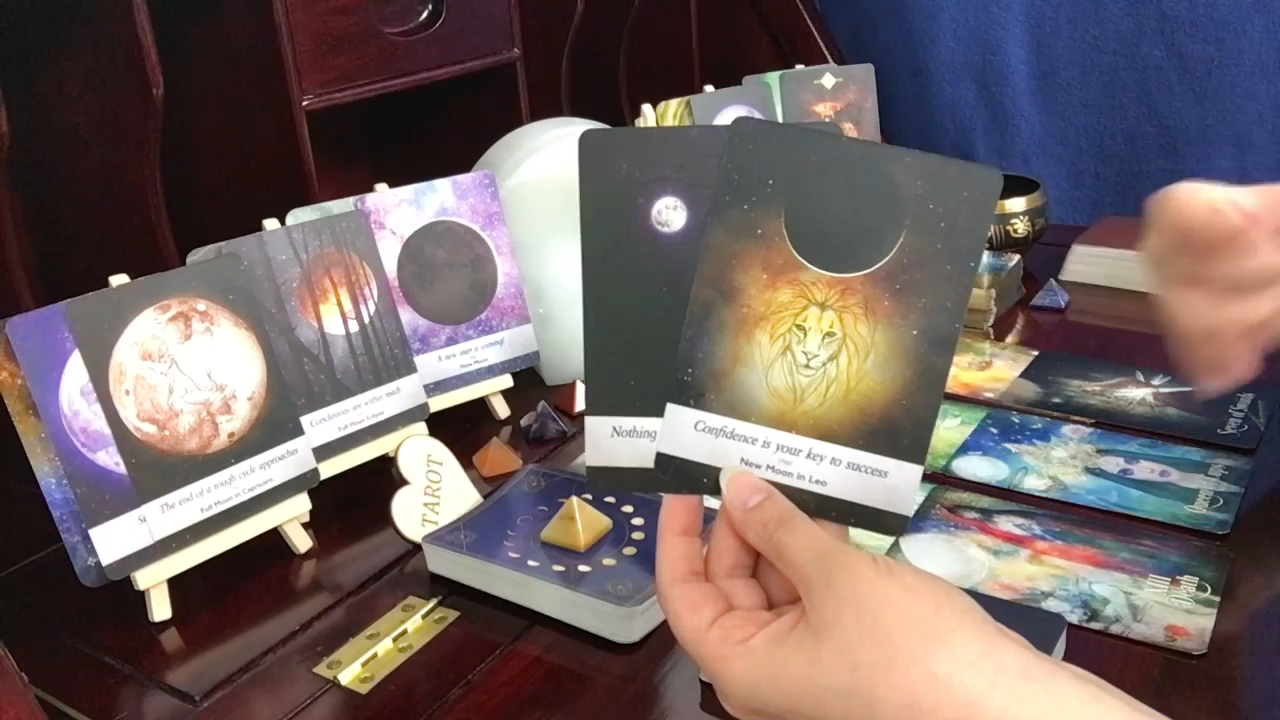 The end of a tough cycle approaches
Full Moon in Capricorn
Conclusions are within reach
Full Moon Eclipse
A new start is coming!
New Moon
TAROT
Nothing
Confidence is your key to success
New Moon in Leo
Seven of Swords
Queen of
XIII
Death